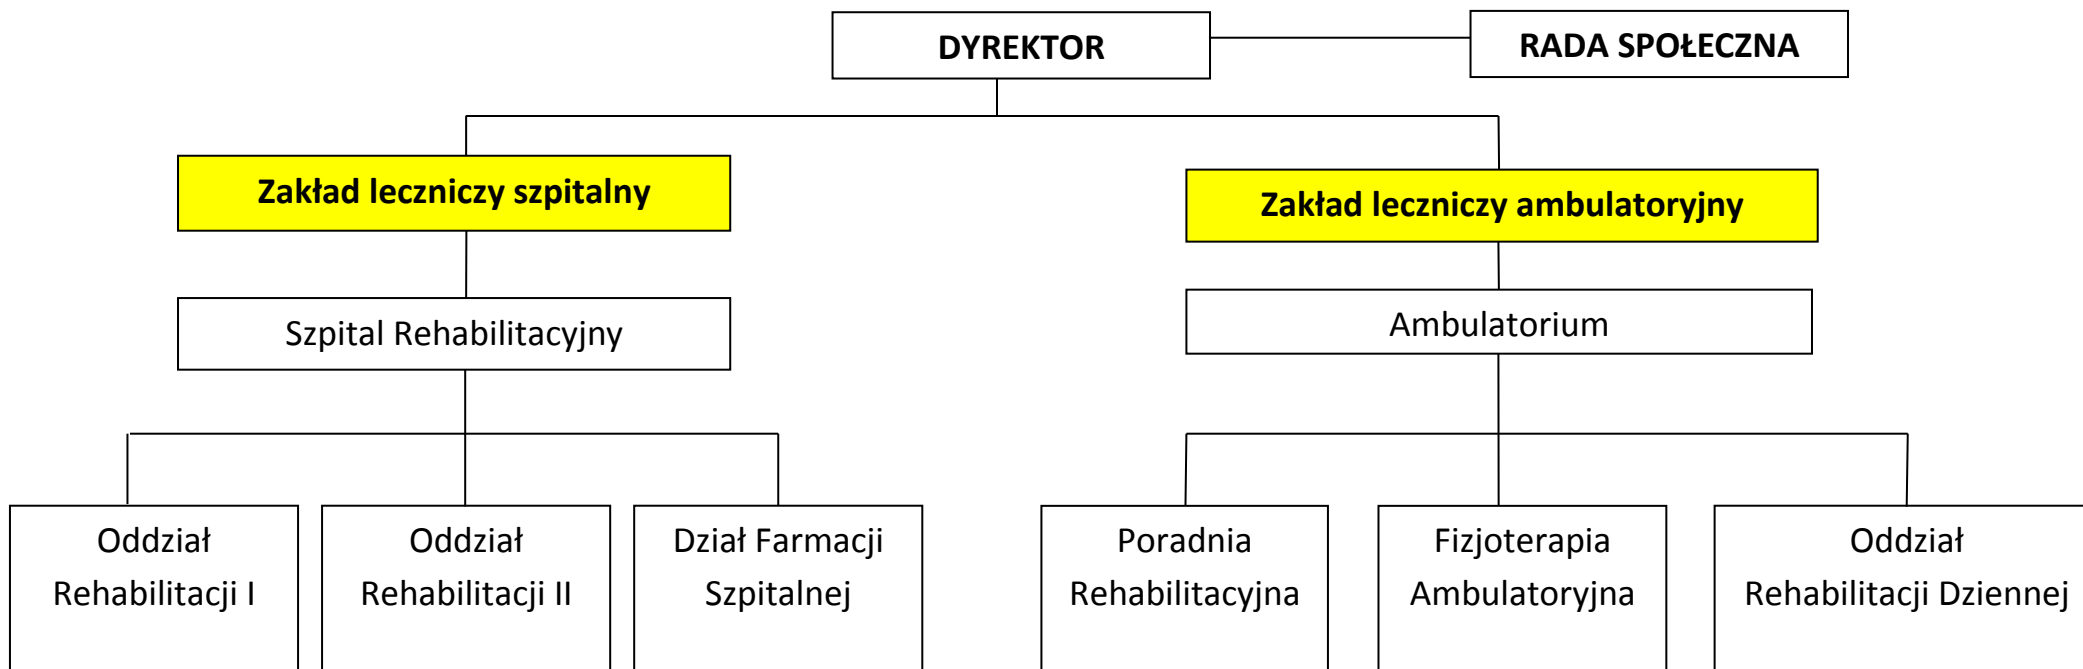 DYREKTOR
RADA SPOŁECZNA
Zakład leczniczy szpitalny
Zakład leczniczy ambulatoryjny
Szpital Rehabilitacyjny
Ambulatorium
Oddział
Rehabilitacji I
Oddział
Rehabilitacji II
Dział Farmacji
Szpitalnej
Poradnia
Rehabilitacyjna
Fizjoterapia
Ambulatoryjna
Oddział
Rehabilitacji Dziennej